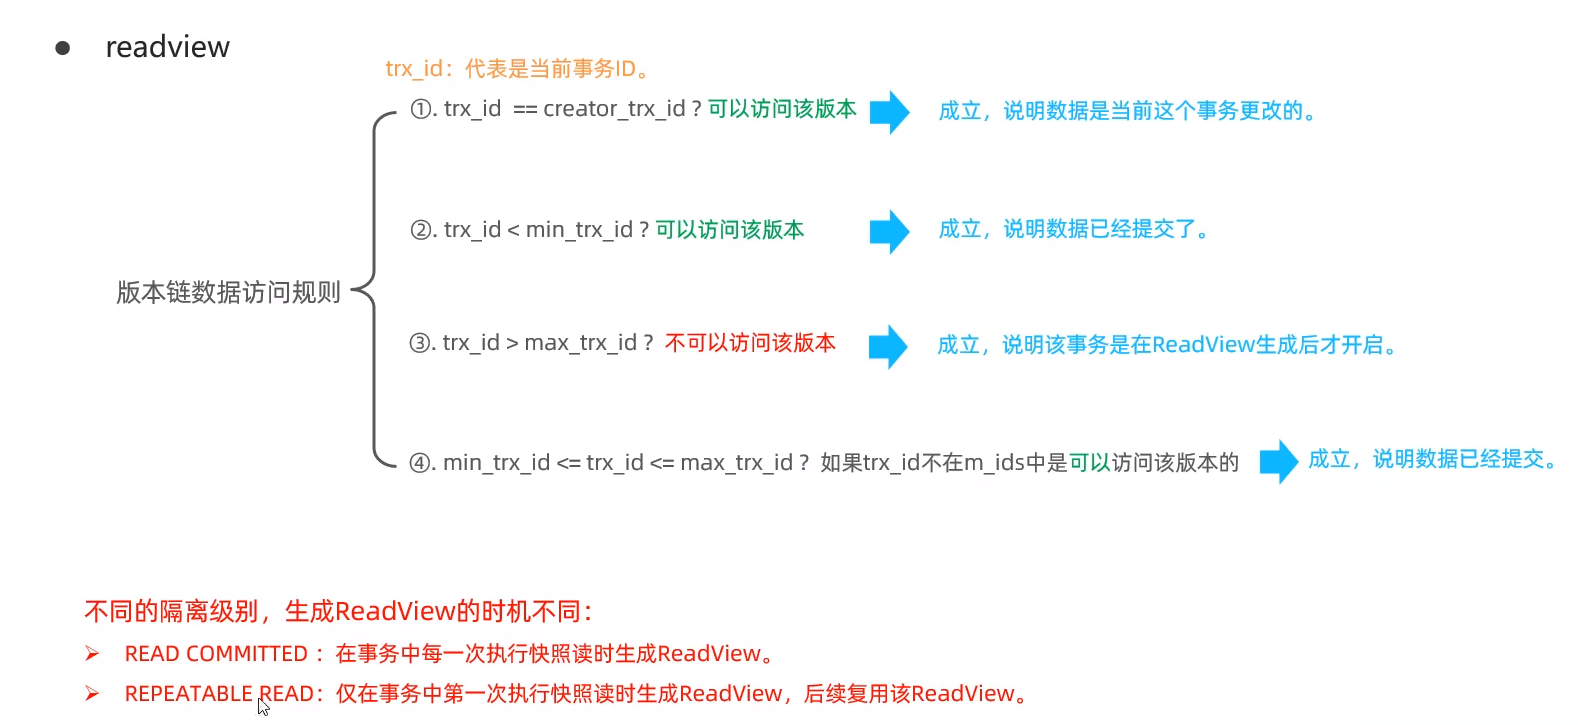 ● readview
trx_id：代表是当前事务ID。
①. trx_id == creator_trx_id ? 可以访问该版本 成立，说明数据是当前这个事务更改的。
②. trx_id < min_trx_id ? 可以访问该版本 成立，说明数据已经提交了。
版本链数据访问规则
③. trx_id > max_trx_id ? 不可以访问该版本 成立，说明该事务是在ReadView生成后才开启。
④. min_trx_id <= trx_id <= max_trx_id ? 如果trx_id不在m_ids中是可以访问该版本的 成立，说明数据已经提交。
不同的隔离级别，生成ReadView的时机不同：
➢ READ COMMITTED ：在事务中每一次执行快照读时生成ReadView。
➢ REPEATABLE READ：仅在事务中第一次执行快照读时生成ReadView，后续复用该ReadView。